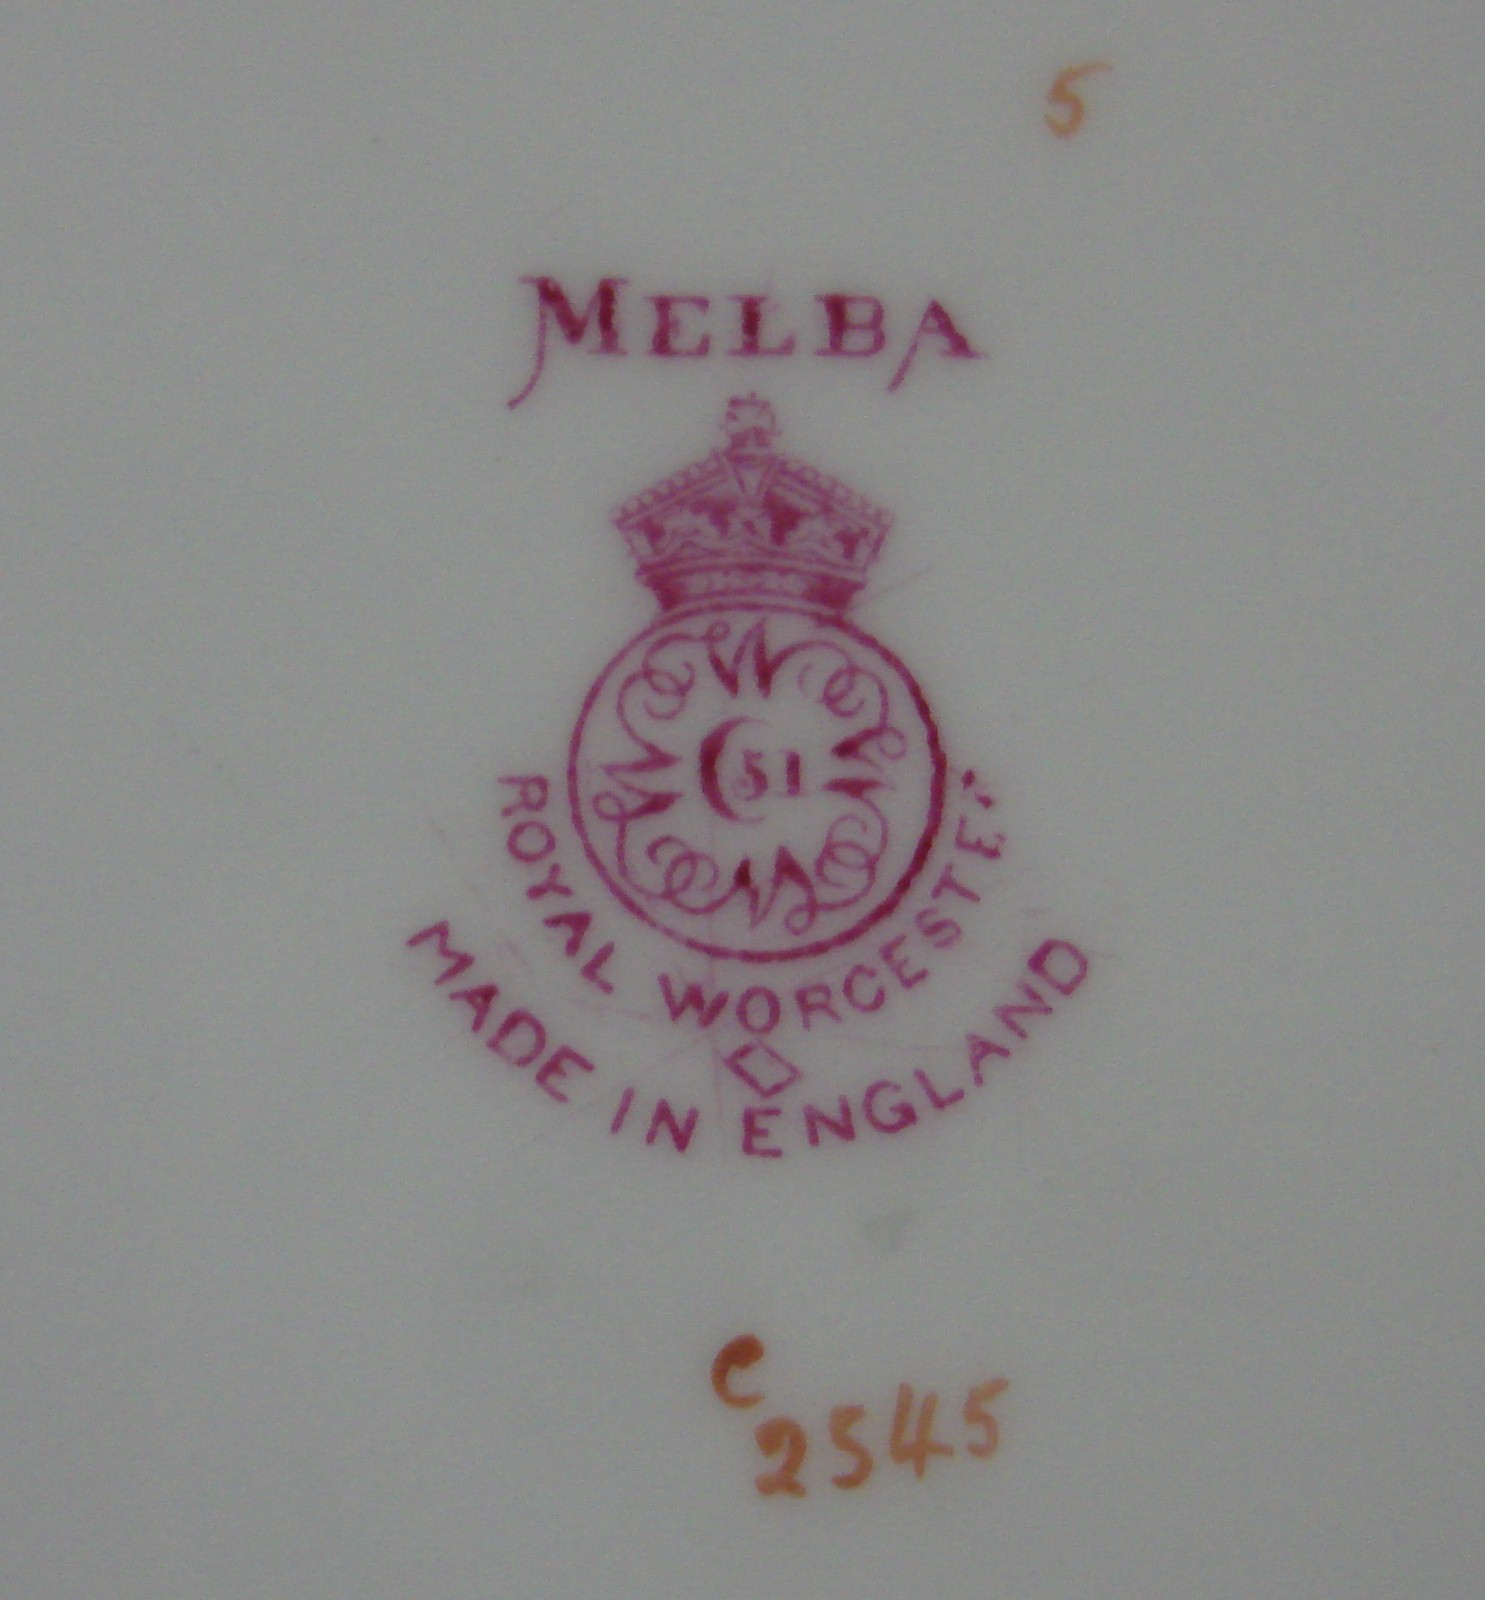 5
MELBA
W
W C 51 W
W
ROYAL WORCESTER
MADE IN ENGLAND
C
2545